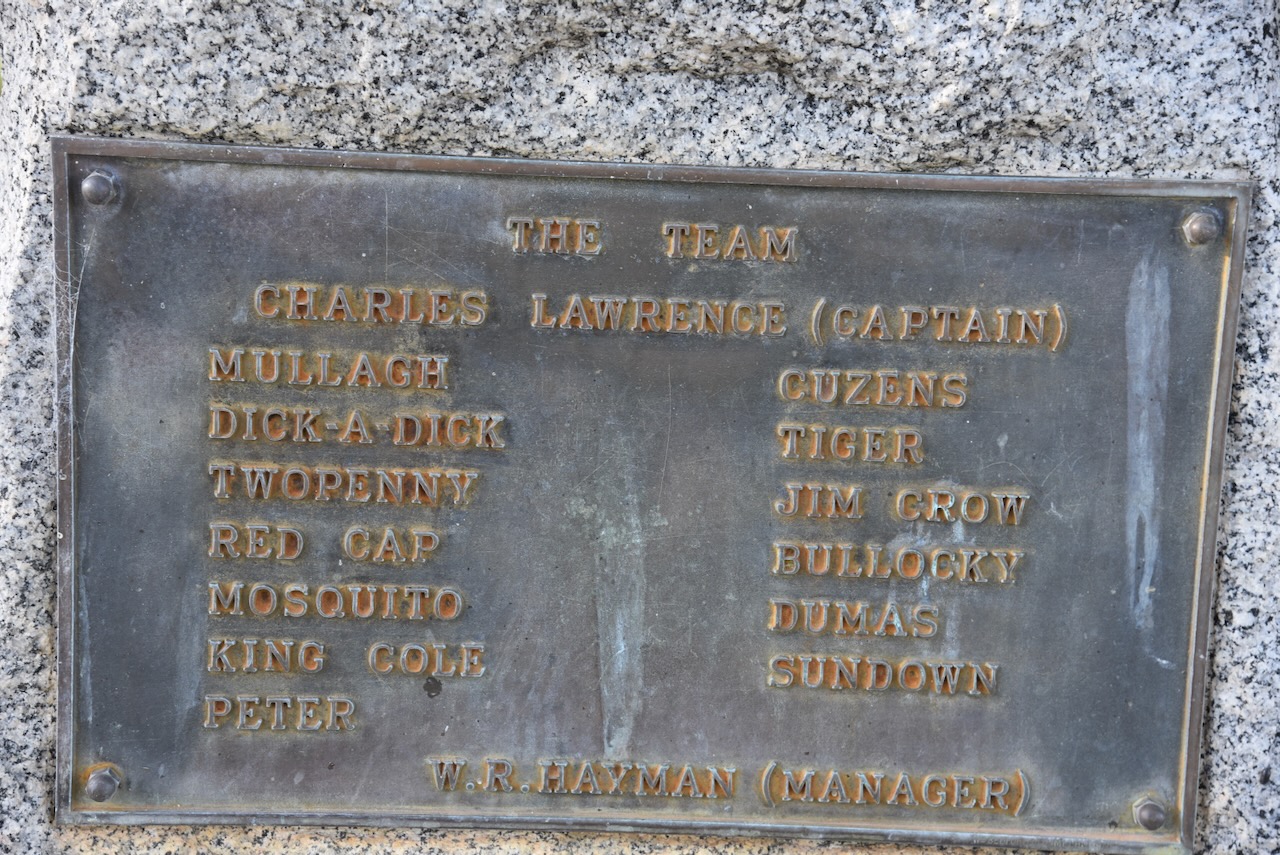 THE TEAM
CHARLES LAWRENCE (CAPTAIN)
MULLAGH
DICK-A-DICK
TWOPENNY
RED CAP
MOSQUITO
KING COLE
PETER
CUZENS
TIGER
JIM CROW
BULLOCKY
DUMAS
SUNDOWN
W.R.HAYMAN (MANAGER)